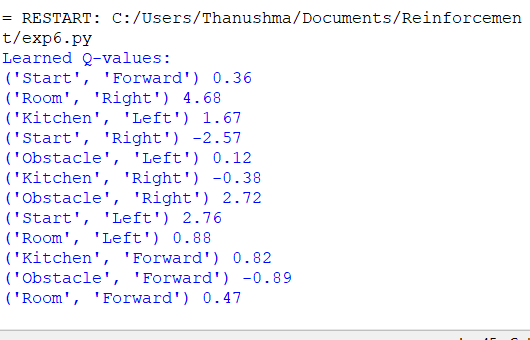 = RESTART: C:/Users/Thanushma/Documents/Reinforcemen
t/exp6.py
Learned Q-values:
('Start', 'Forward') 0.36
('Room', 'Right') 4.68
('Kitchen', 'Left') 1.67
('Start', 'Right') -2.57
('Obstacle', 'Left') 0.12
('Kitchen', 'Right') -0.38
('Obstacle', 'Right') 2.72
('Start', 'Left') 2.76
('Room', 'Left') 0.88
('Kitchen', 'Forward') 0.82
('Obstacle', 'Forward') -0.89
('Room', 'Forward') 0.47